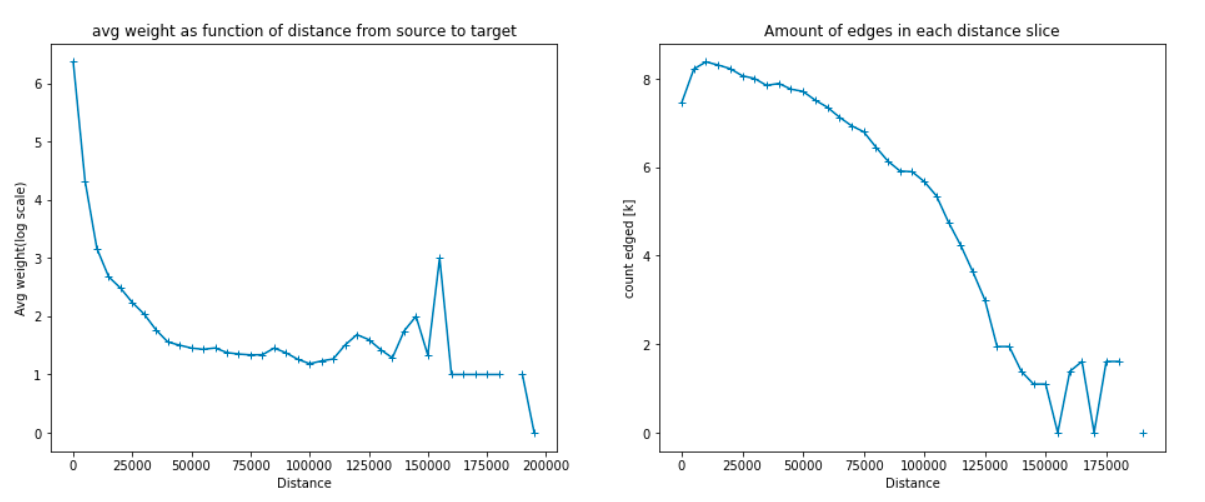 avg weight as function of distance from source to target
Avg weight(log scale)
6
5
4
3
2
1
0
0 25000 50000 75000 100000 125000 150000 175000 200000
Distance
Amount of edges in each distance slice
count edged [k]
8
6
4
2
0
0 25000 50000 75000 100000 125000 150000 175000
Distance